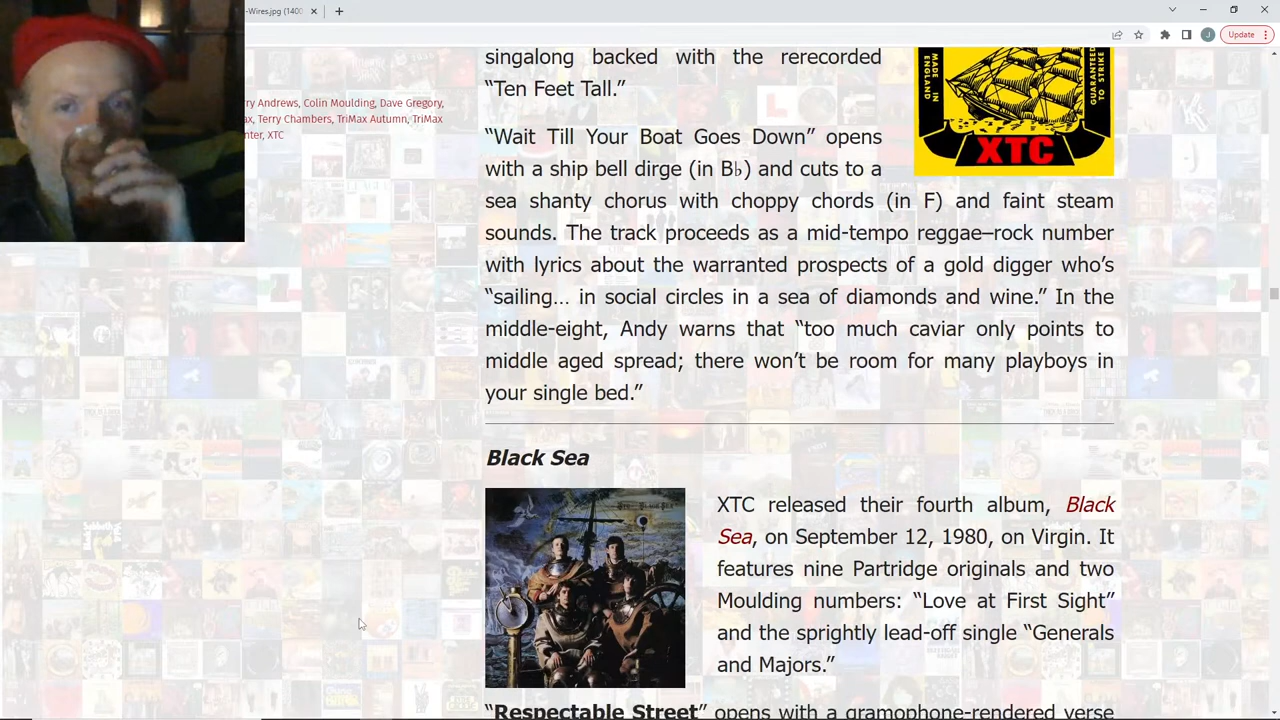 -Wires.jpg (1400
Update
ry Andrews, Colin Moulding, Dave Gregory,
ax, Terry Chambers, TriMax Autumn, TriMax
nter, XTC
singalong backed with the rerecorded
“Ten Feet Tall.”
MADE IN ENGLAND
GUARANTEED TO STRIKE
XTC
“Wait Till Your Boat Goes Down” opens
with a ship bell dirge (in B♭) and cuts to a
sea shanty chorus with choppy chords (in F) and faint steam
sounds. The track proceeds as a mid-tempo reggae–rock number
with lyrics about the warranted prospects of a gold digger who’s
“sailing… in social circles in a sea of diamonds and wine.” In the
middle-eight, Andy warns that “too much caviar only points to
middle aged spread; there won’t be room for many playboys in
your single bed.”
Black Sea
XTC released their fourth album, Black
Sea, on September 12, 1980, on Virgin. It
features nine Partridge originals and two
Moulding numbers: “Love at First Sight”
and the sprightly lead-off single “Generals
and Majors.”
“Respectable Street” opens with a gramophone-rendered verse